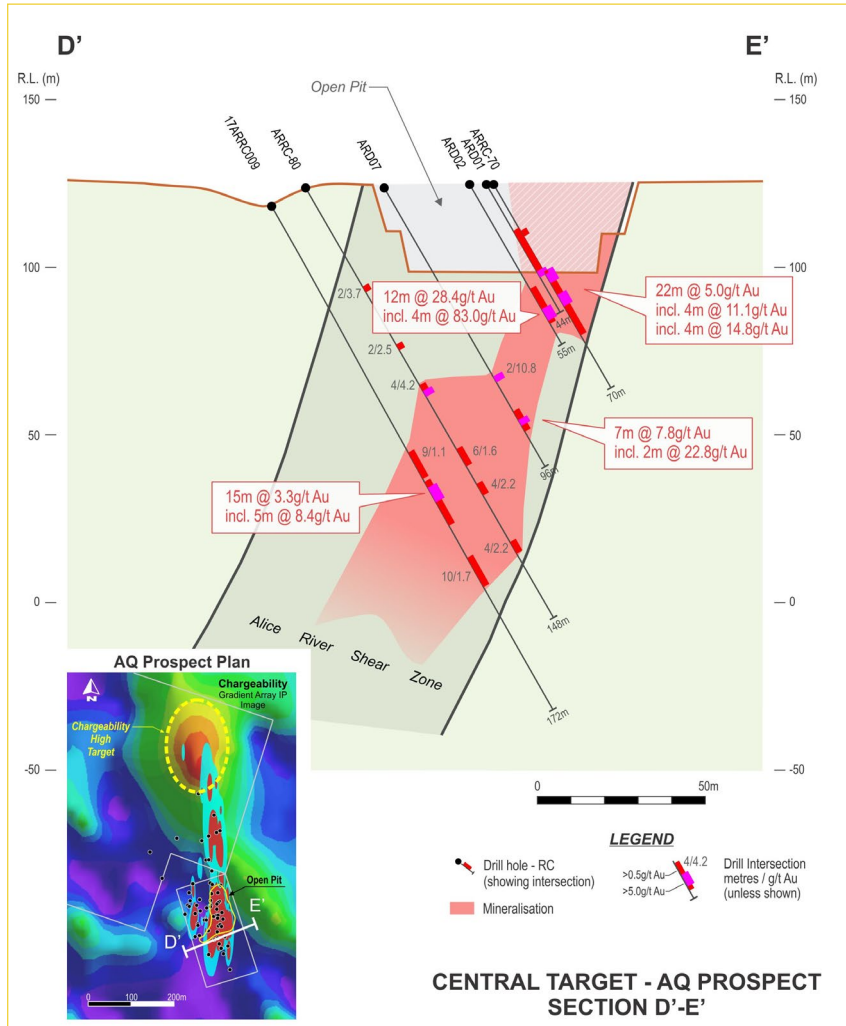 D’
E’
R.L. (m)
R.L. (m)
Open Pit
150
150
17ARRC009
ARRC-80
ARD07
ARD02
ARD01
ARRC-70
100
100
2/3.7
12m @ 28.4g/t Au
incl. 4m @ 83.0g/t Au
22m @ 5.0g/t Au
incl. 4m @ 11.1g/t Au
incl. 4m @ 14.8g/t Au
44m
55m
2/2.5
2/10.8
70m
4/4.2
50
50
7m @ 7.8g/t Au
incl. 2m @ 22.8g/t Au
9/1.1
6/1.6
96m
4/2.2
15m @ 3.3g/t Au
incl. 5m @ 8.4g/t Au
4/2.2
10/1.7
0
0
148m
Alice River Shear Zone
172m
-50
-50
AQ Prospect Plan
N
Chargeability
Gradient Array IP
Image
Chargeability
High
Target
Open Pit
D’
E’
0 100 200m
0 50m
LEGEND
Drill hole - RC
(showing intersection)
Mineralisation
4/4.2
>0.5g/t Au
>5.0g/t Au
Drill Intersection
metres / g/t Au
(unless shown)
CENTRAL TARGET - AQ PROSPECT
SECTION D’-E’